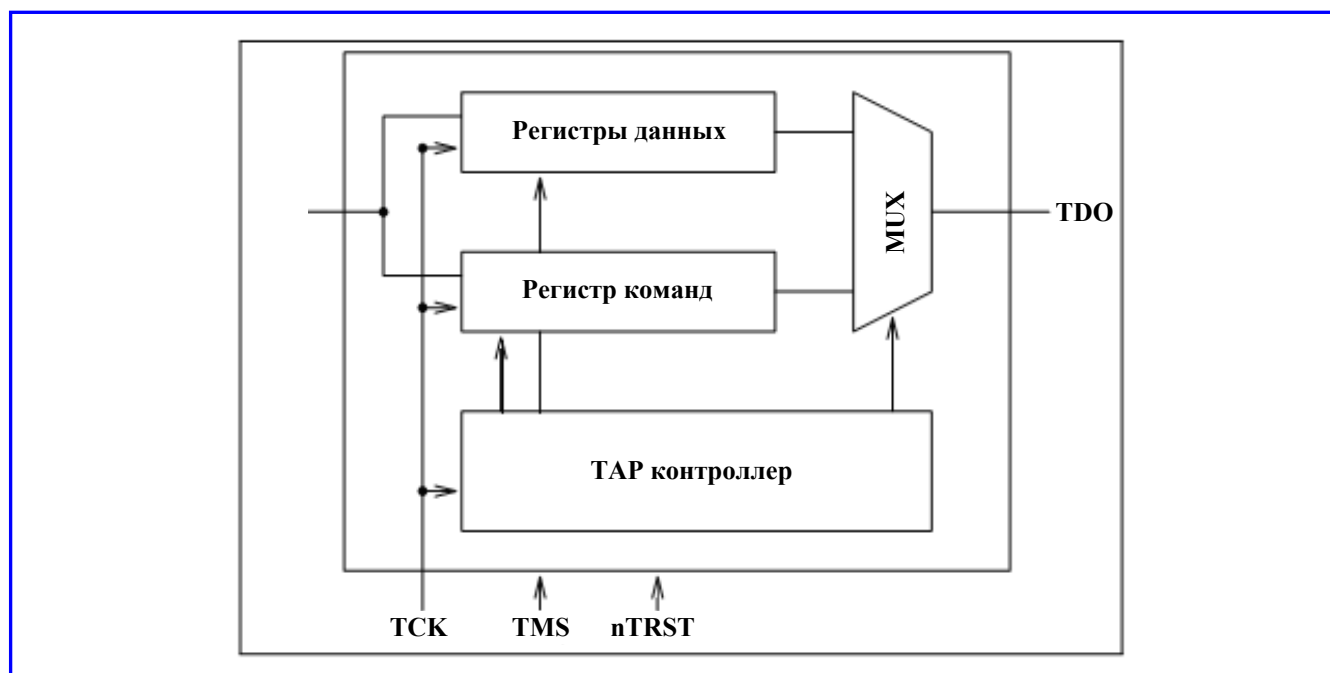 Регистры данных
MUX
TDO
Регистр команд
TAP контроллер
TCK
TMS
nTRST